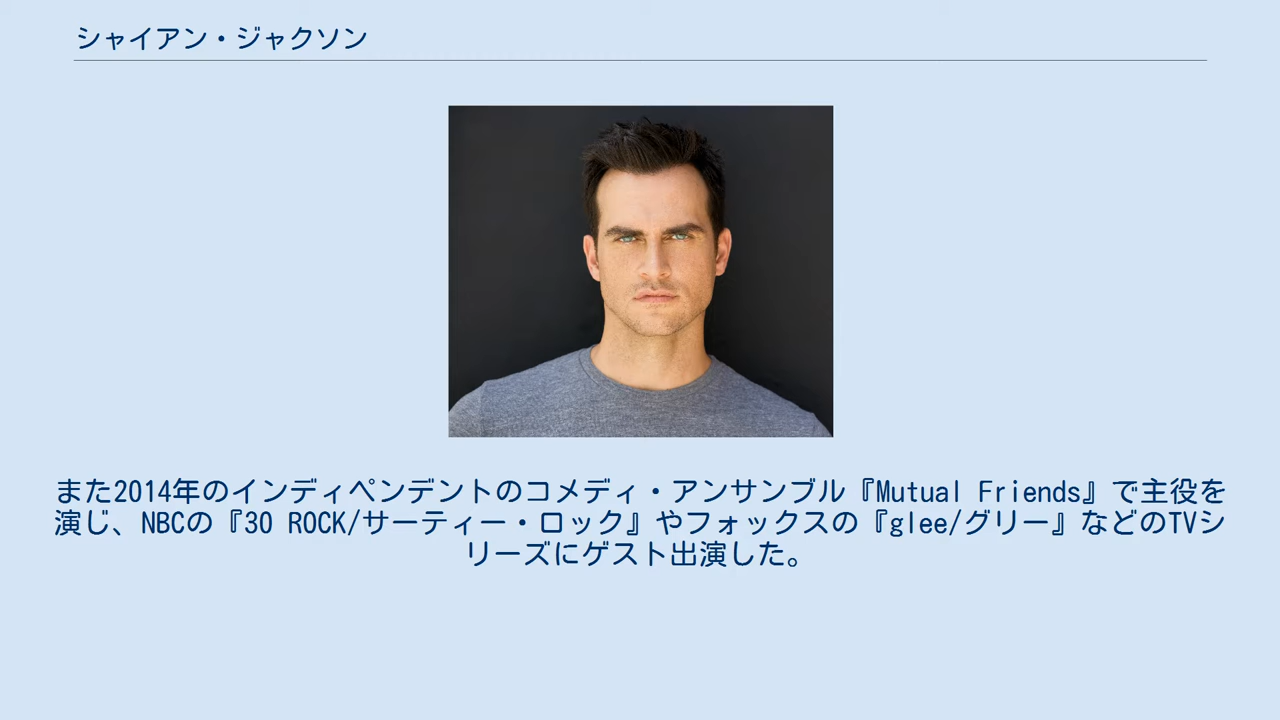 シャイアン・ジャクソン
また2014年のインディペンデントのコメディ・アンサンブル『Mutual Friends』で主役を
演じ、NBCの『30 ROCK/サーティー・ロック』やフォックスの『glee/グリー』などのTVシ
リーズにゲスト出演した。